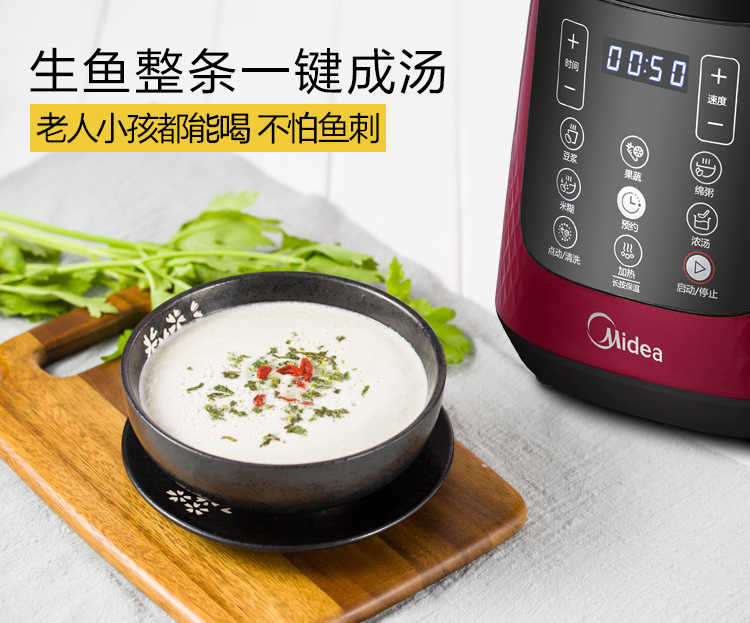 生鱼整条一键成汤
老人小孩都能喝 不怕鱼刺
00:50
+
时间
−
+
速度
−
豆浆
果蔬
绵粥
米糊
预约
浓汤
点动/清洗
加热
长按保温
启动/停止
Midea